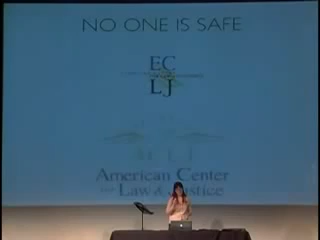 NO ONE IS SAFE
EC
LJ
American Center
Law & Justice